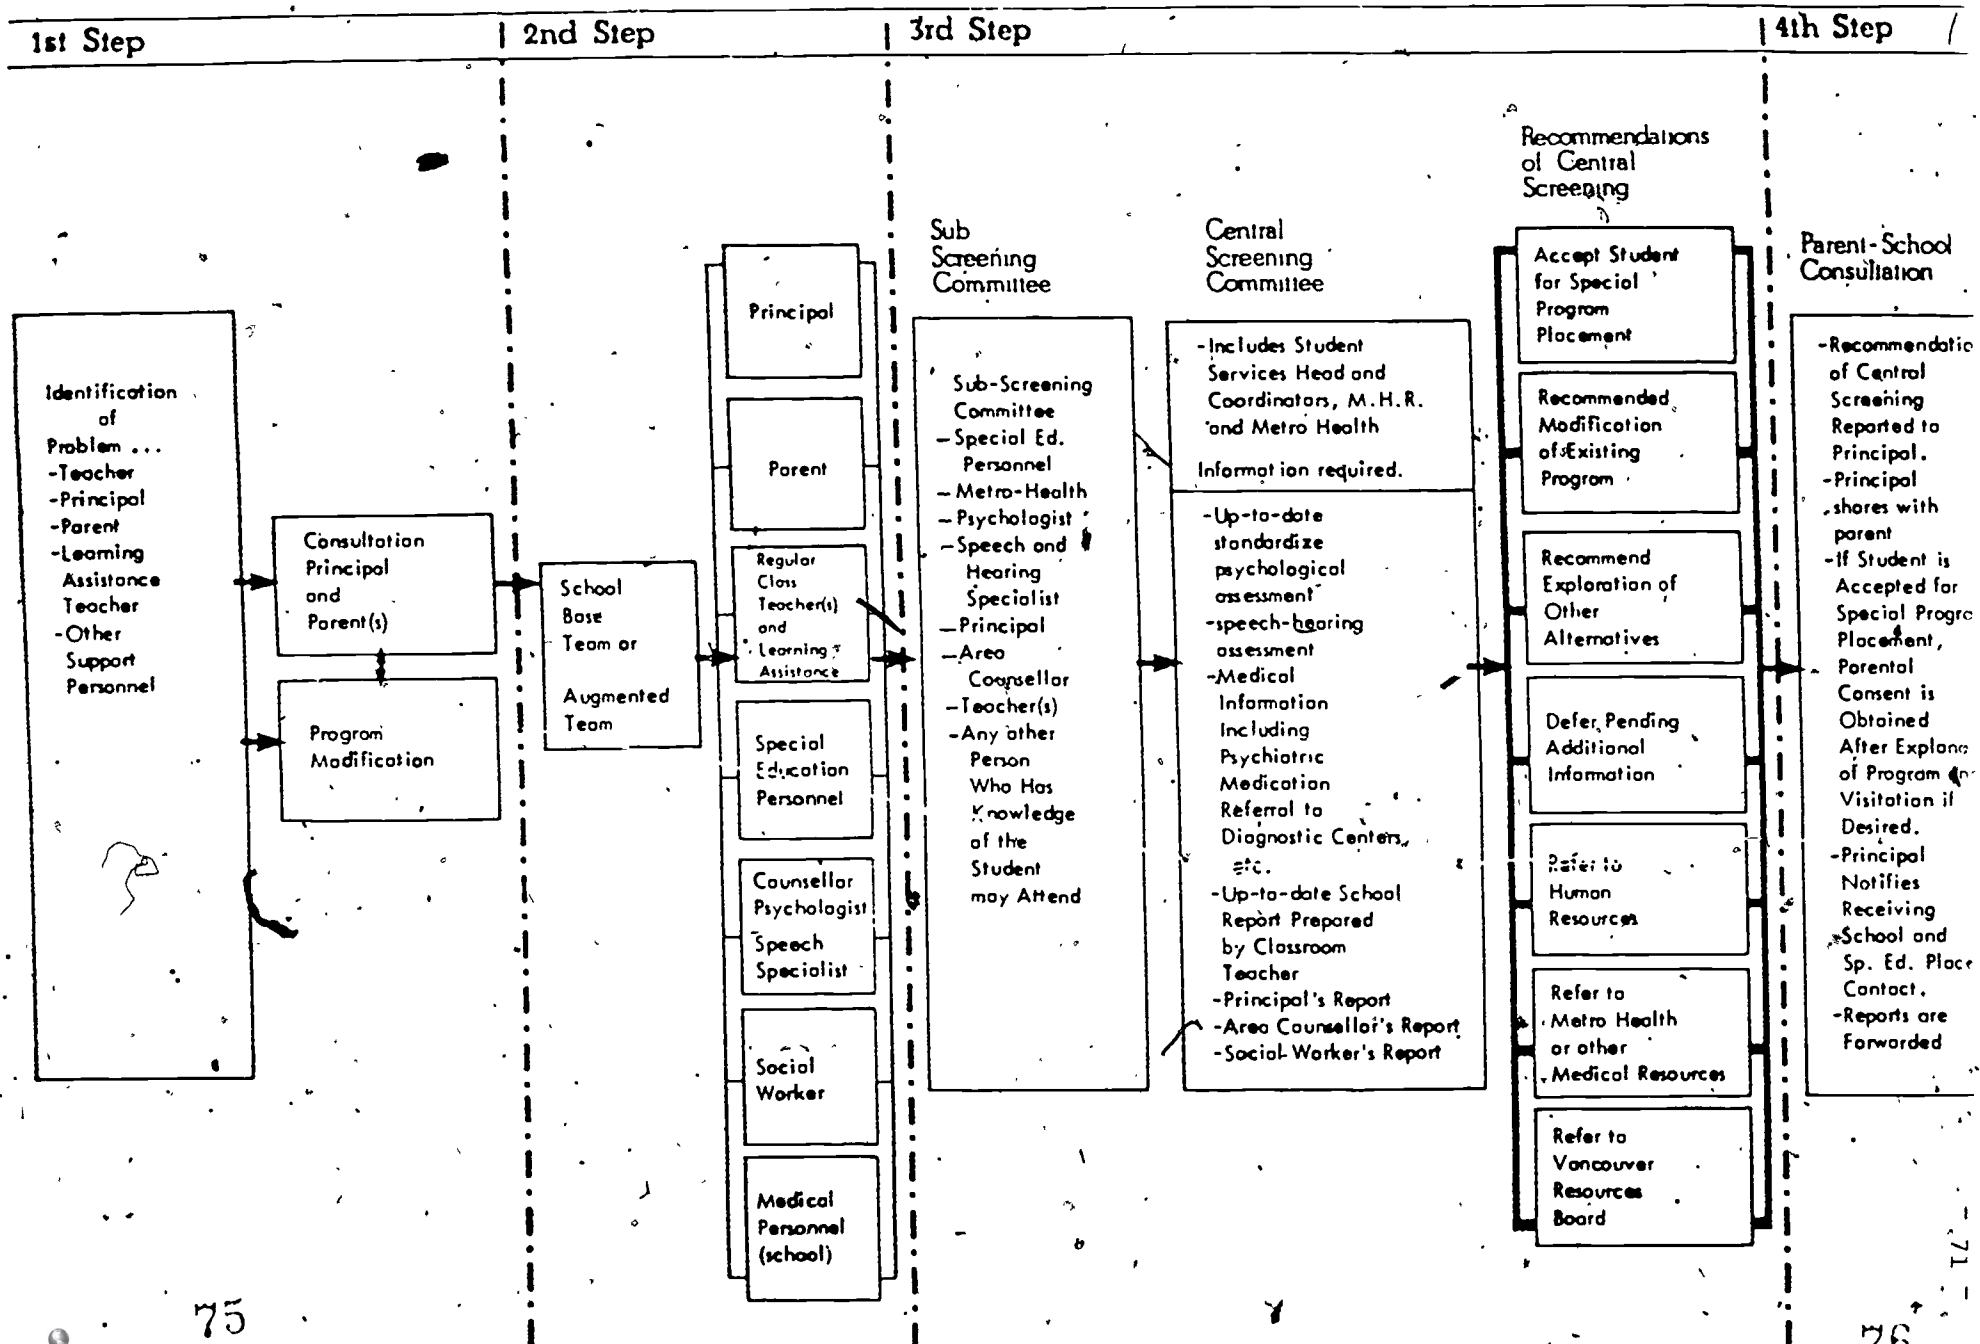 1st Step
2nd Step
3rd Step
4th Step
Identification
of
Problem ...
-Teacher
-Principal
-Parent
-Learning
Assistance
Teacher
-Other
Support
Personnel
Consultation
Principal
and
Parent(s)
Program
Modification
School
Base
Team or
Augmented
Team
Principal
Parent
Regular
Class
Teacher(s)
and
Learning
Assistance
Special
Education
Personnel
Counsellor
Psychologist
Speech
Specialist
Social
Worker
Medical
Personnel
(school)
Sub
Screening
Committee
Sub-Screening
Committee
-Special Ed.
Personnel
-Metro-Health
-Psychologist
-Speech and
Hearing
Specialist
-Principal
-Area
Counsellor
-Teacher(s)
-Any other
Person
Who Has
Knowledge
of the
Student
may Attend
Central
Screening
Committee
-Includes Student
Services Head and
Coordinators, M.H.R.
and Metro Health
Information required.
-Up-to-date
standardize
psychological
assessment
-speech-hearing
assessment
-Medical
Information
Including
Psychiatric
Medication
Referral to
Diagnostic Centers,
etc.
-Up-to-date School
Report Prepared
by Classroom
Teacher
-Principal's Report
-Area Counsellor's Report
-Social Worker's Report
Recommendations
of Central
Screening
Accept Student
for Special
Program
Placement
Recommended
Modification
of Existing
Program
Recommend
Exploration of
Other
Alternatives
Defer Pending
Additional
Information
Refer to
Human
Resources
Refer to
Metro Health
or other
Medical Resources
Refer to
Vancouver
Resources
Board
Parent-School
Consultation
-Recommendatio
of Central
Screening
Reported to
Principal.
-Principal
shares with
parent
-If Student is
Accepted for
Special Progra
Placement,
Parental
Consent is
Obtained
After Explana
of Program
Visitation if
Desired.
-Principal
Notifies
Receiving
School and
Sp. Ed. Place
Contact.
-Reports are
Forwarded
- 71 -
75
76